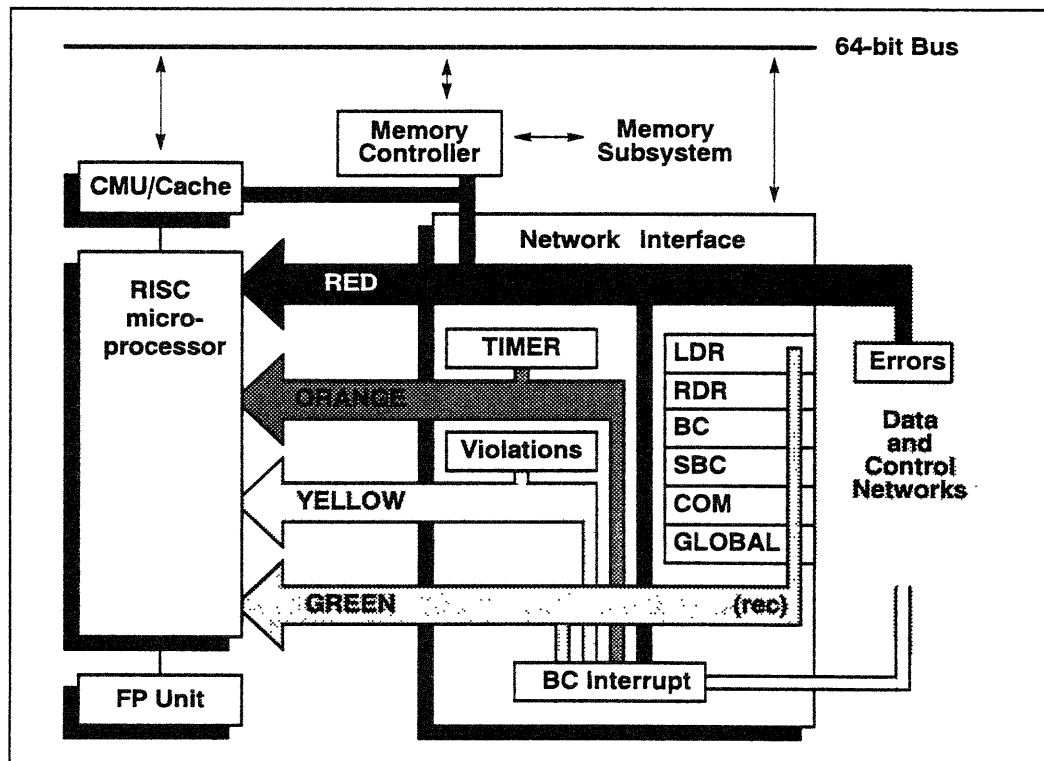 64-bit Bus
Memory
Controller
Memory
Subsystem
CMU/Cache
Network Interface
RISC
micro-
processor
RED
TIMER
LDR
Errors
RDR
ORANGE
BC
Data
and
Control
Networks
Violations
SBC
YELLOW
COM
GLOBAL
GREEN
(rec)
BC Interrupt
FP Unit